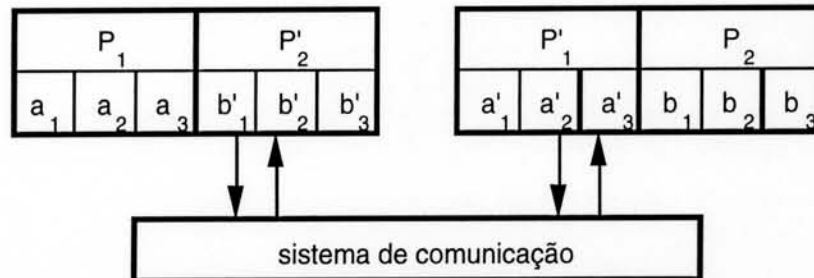 P1 P'2 P'1 P2
a1 a2 a3 b'1 b'2 b'3 a'1 a'2 a'3 b1 b2 b3
sistema de comunicação